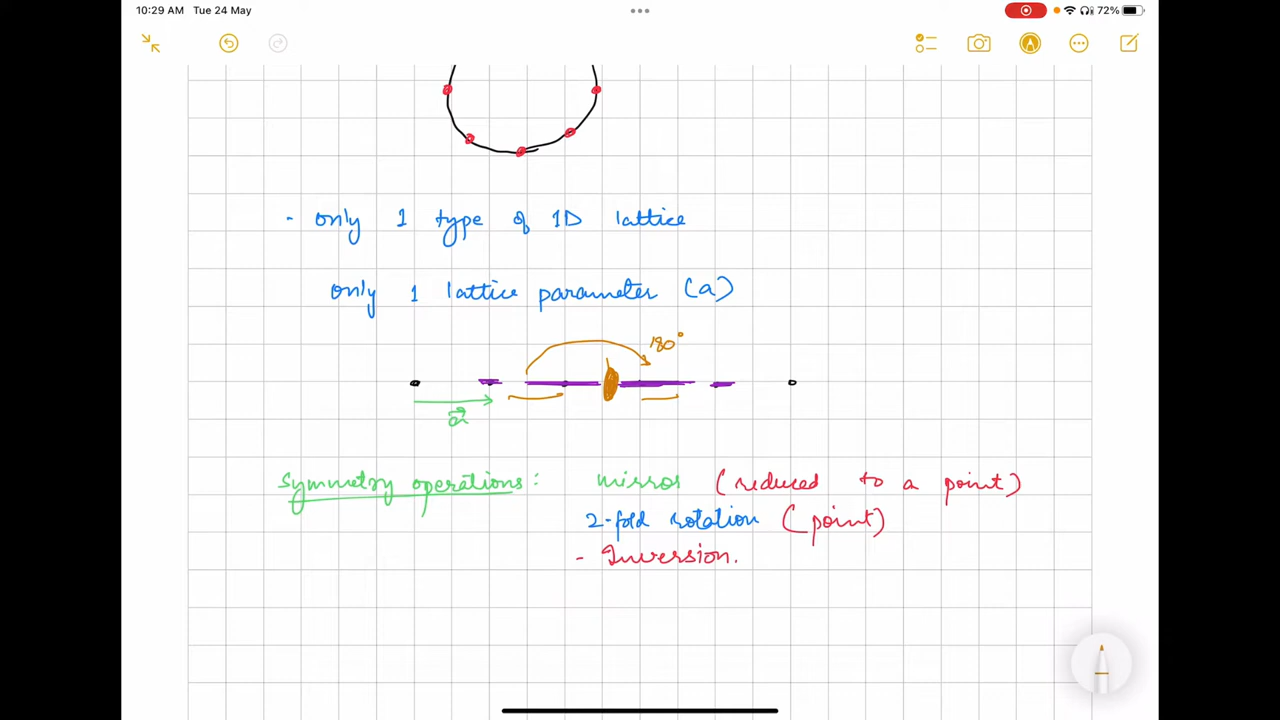 10:29 AM Tue 24 May
72%
• only 1 type of 1D lattice
only 1 lattice parameter (a)
180°
a
Symmetry operations: mirror (reduced to a point)
2-fold rotation (point)
- Inversion.